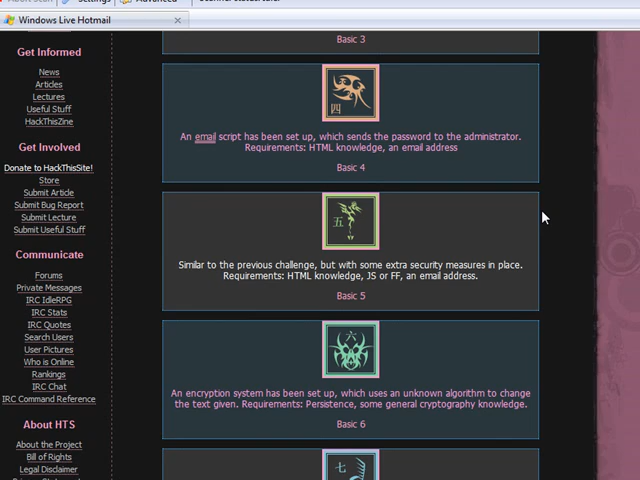 Settings
Advanced
Windows Live Hotmail
Get Informed
News
Articles
Lectures
Useful Stuff
HackThisZine
Get Involved
Donate to HackThisSite!
Store
Submit Article
Submit Bug Report
Submit Lecture
Submit Useful Stuff
Communicate
Forums
Private Messages
IRC IdleRPG
IRC Stats
IRC Quotes
Search Users
User Pictures
Who is Online
Rankings
IRC Chat
IRC Command Reference
About HTS
About the Project
Bill of Rights
Legal Disclaimer
Basic 3
四
An email script has been set up, which sends the password to the administrator.
Requirements: HTML knowledge, an email address
Basic 4
五
Similar to the previous challenge, but with some extra security measures in place.
Requirements: HTML knowledge, JS or FF, an email address.
Basic 5
六
An encryption system has been set up, which uses an unknown algorithm to change
the text given. Requirements: Persistence, some general cryptography knowledge.
Basic 6
七